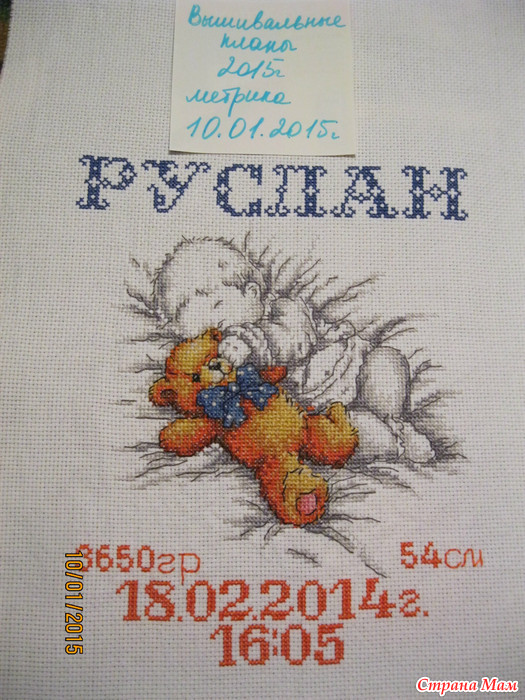 Вышивальные
планы
2015г
метрика
10.01.2015г
РУСЛАН
3650гр 54см
18.02.2014г.
16:05
10/01/2015
Страна Мам